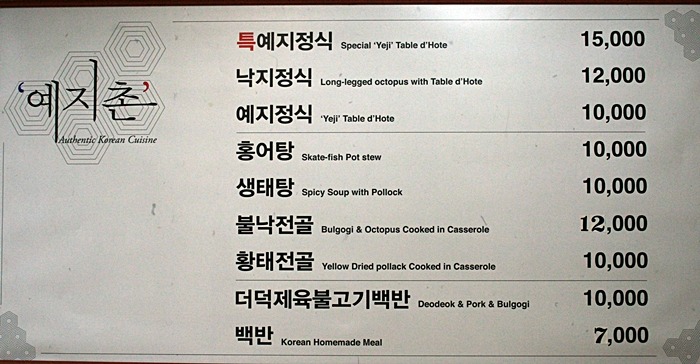 ‘예지촌’
Authentic Korean Cuisine
특예지정식 Special ‘Yeji’ Table d’Hote 15,000
낙지정식 Long-legged octopus with Table d’Hote 12,000
예지정식 ‘Yeji’ Table d’Hote 10,000
홍어탕 Skate-fish Pot stew 10,000
생태탕 Spicy Soup with Pollock 10,000
불낙전골 Bulgogi & Octopus Cooked in Casserole 12,000
황태전골 Yellow Dried pollack Cooked in Casserole 10,000
더덕제육불고기백반 Deodeok & Pork & Bulgogi 10,000
백반 Korean Homemade Meal 7,000